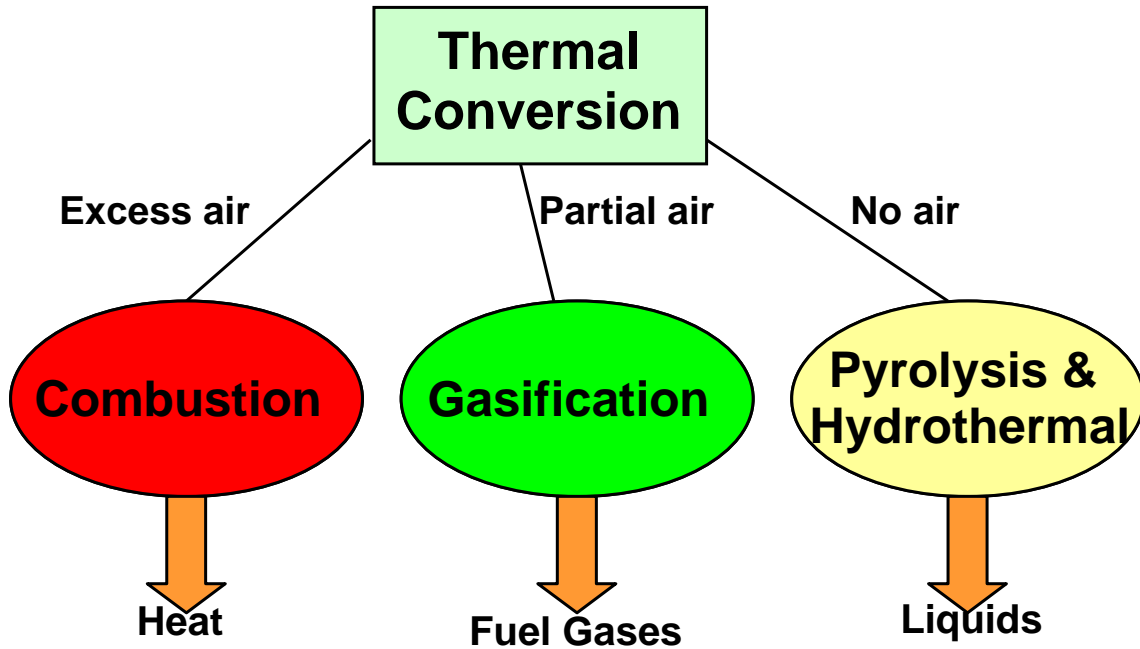 Thermal
Conversion
Excess air
Partial air
No air
Combustion
Gasification
Pyrolysis &
Hydrothermal
Heat
Fuel Gases
Liquids